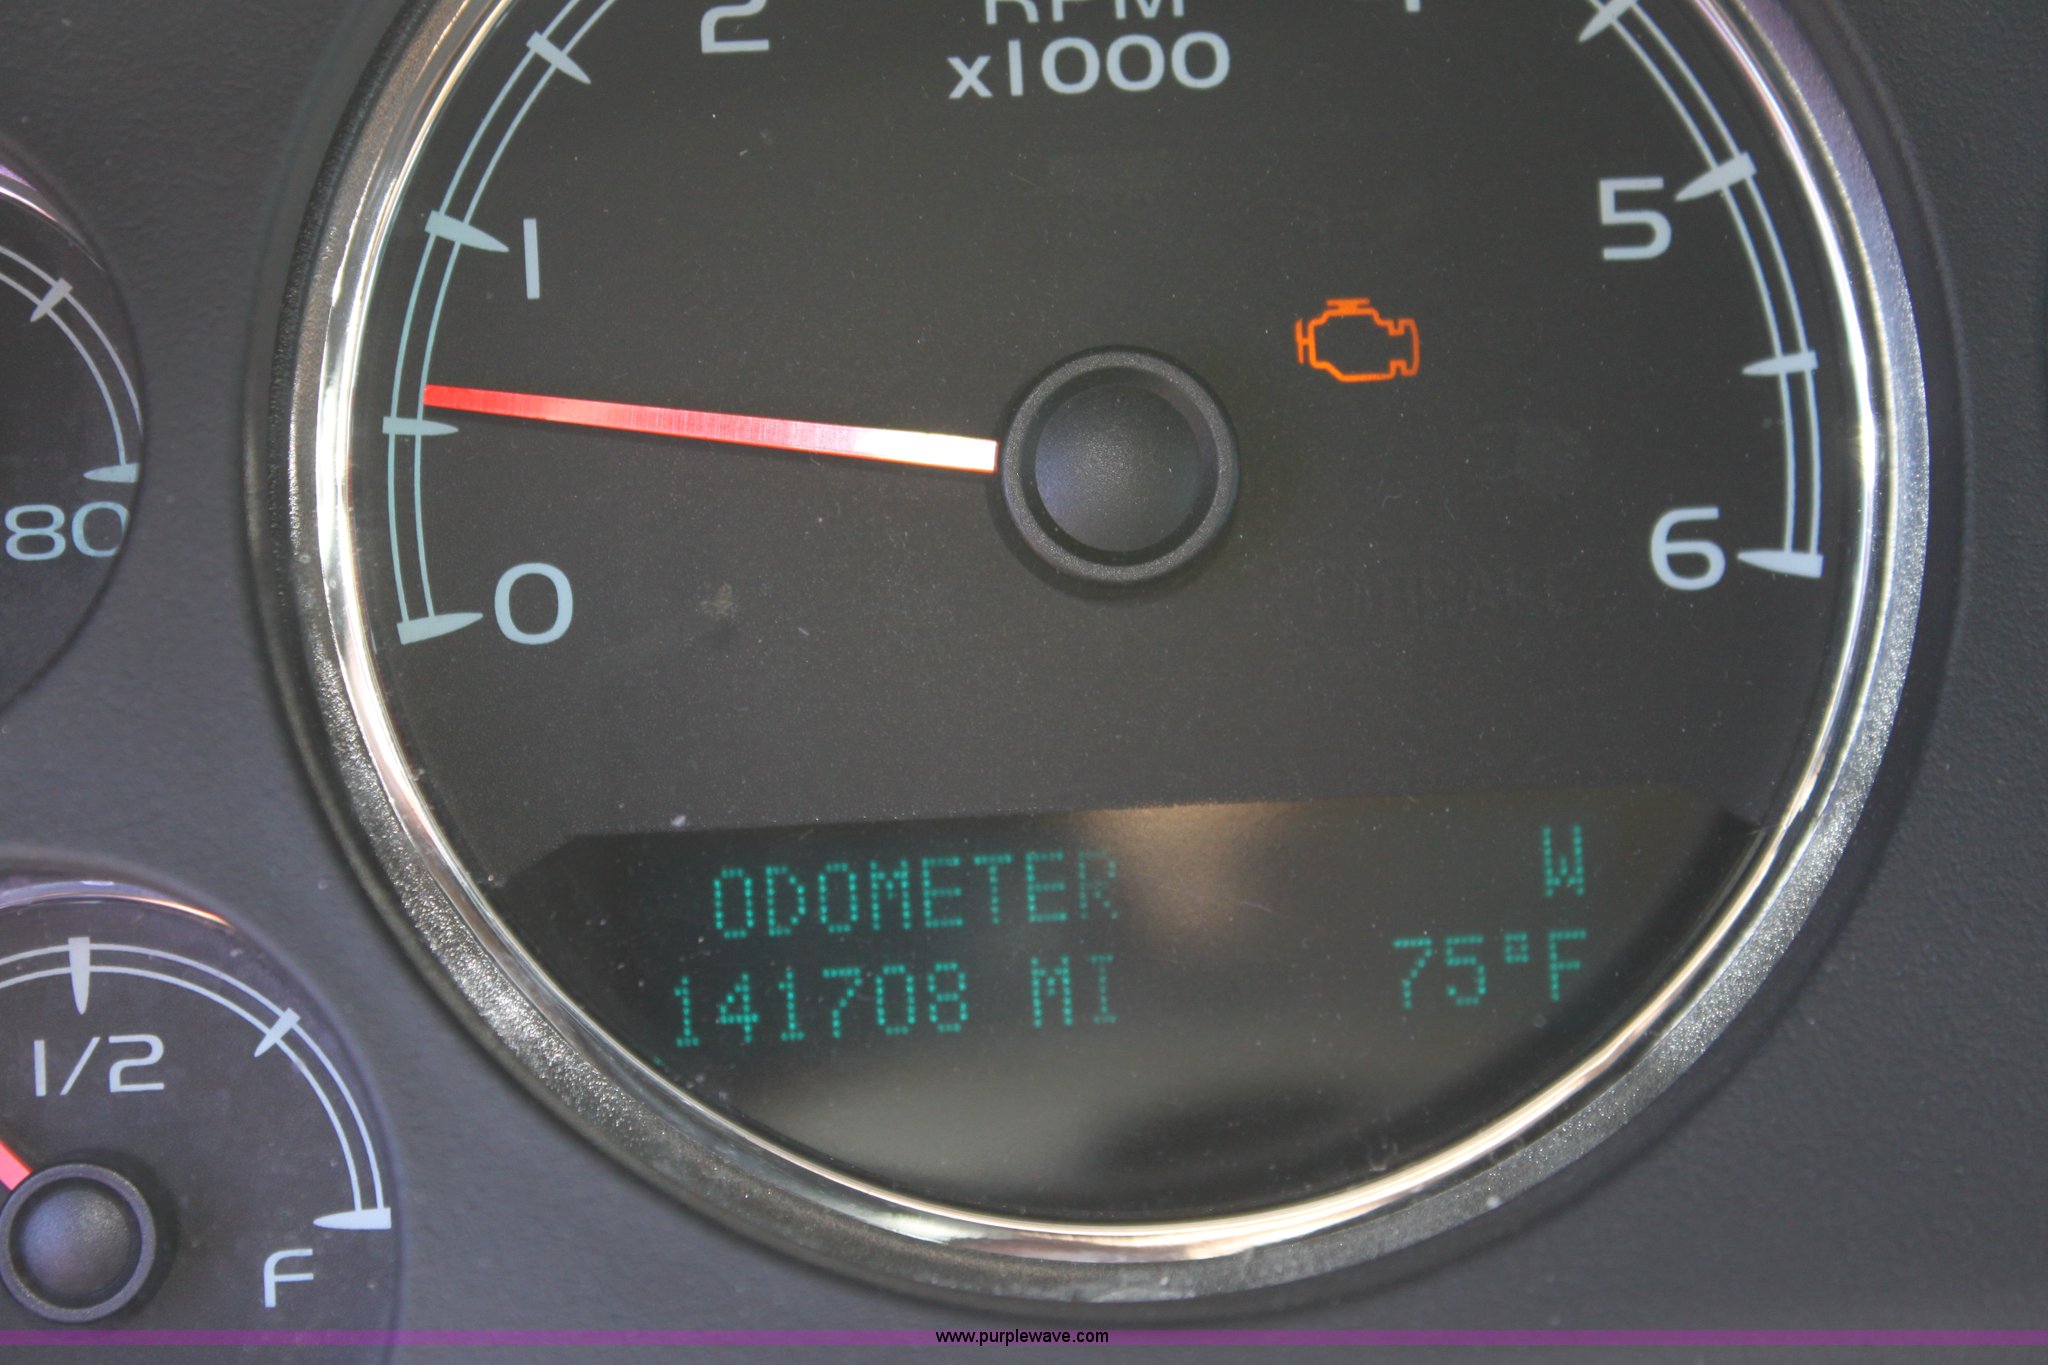 2
RPM
x1000
1
5
80
0
6
ODOMETER
W
141708 MI
75°F
1/2
F
www.purplewave.com